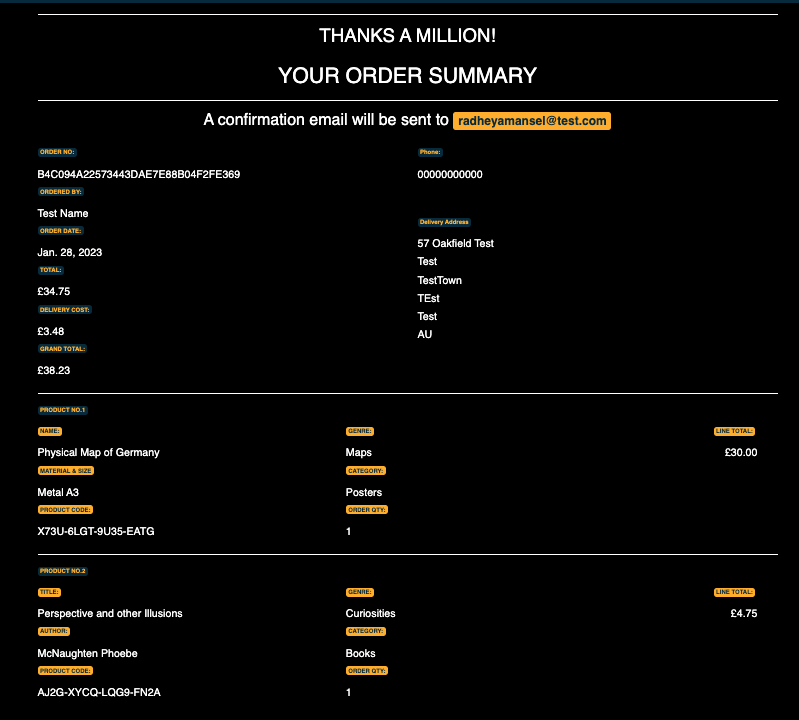 THANKS A MILLION!
YOUR ORDER SUMMARY
A confirmation email will be sent to radheyamansel@test.com
ORDER NO:
B4C094A22573443DAE7E88B04F2FE369
ORDERED BY:
Test Name
ORDER DATE:
Jan. 28, 2023
TOTAL:
£34.75
DELIVERY COST:
£3.48
GRAND TOTAL:
£38.23
Phone:
00000000000
Delivery Address
57 Oakfield Test
Test
TestTown
TEst
Test
AU
PRODUCT NO.1
NAME:
Physical Map of Germany
MATERIAL & SIZE
Metal A3
PRODUCT CODE:
X73U-6LGT-9U35-EATG
GENRE:
Maps
CATEGORY:
Posters
ORDER QTY:
1
LINE TOTAL:
£30.00
PRODUCT NO.2
TITLE:
Perspective and other Illusions
AUTHOR:
McNaughten Phoebe
PRODUCT CODE:
AJ2G-XYCQ-LQG9-FN2A
GENRE:
Curiosities
CATEGORY:
Books
ORDER QTY:
1
LINE TOTAL:
£4.75